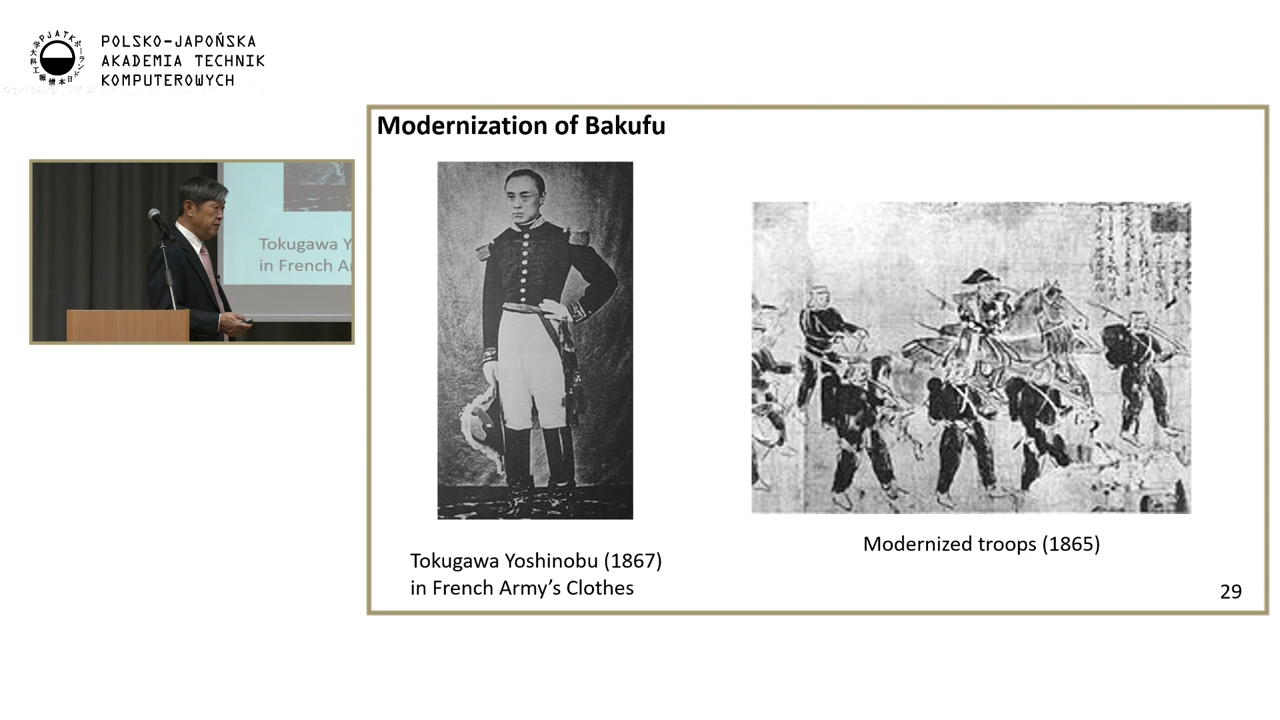 POLSKO-JAPOŃSKA
AKADEMIA TECHNIK
KOMPUTEROWYCH
PJATK
Modernization of Bakufu
Tokugawa Y
in French A
Tokugawa Yoshinobu (1867)
in French Army's Clothes
Modernized troops (1865)
29